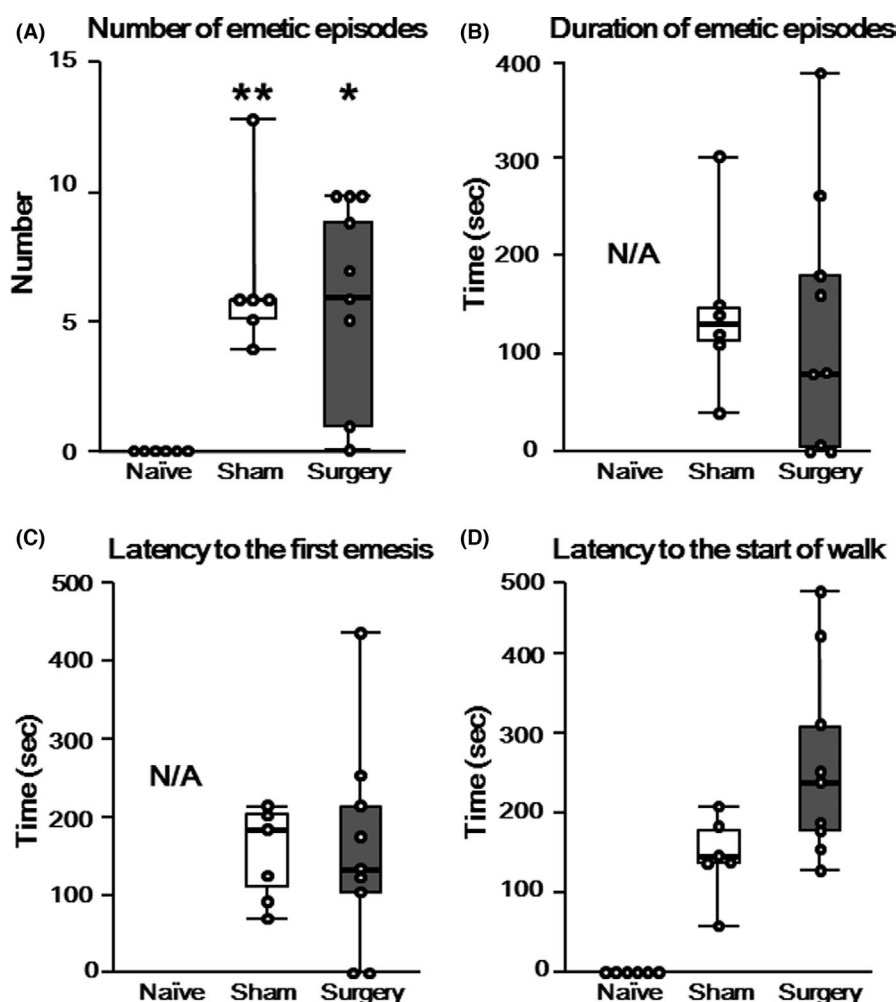 (A) Number of emetic episodes
15
10
5
0
Number
** *
Naïve Sham Surgery
(B) Duration of emetic episodes
400
300
200
100
0
Time (sec)
N/A
Naïve Sham Surgery
(C) Latency to the first emesis
500
400
300
200
100
0
Time (sec)
N/A
Naïve Sham Surgery
(D) Latency to the start of walk
500
400
300
200
100
0
Time (sec)
Naïve Sham Surgery